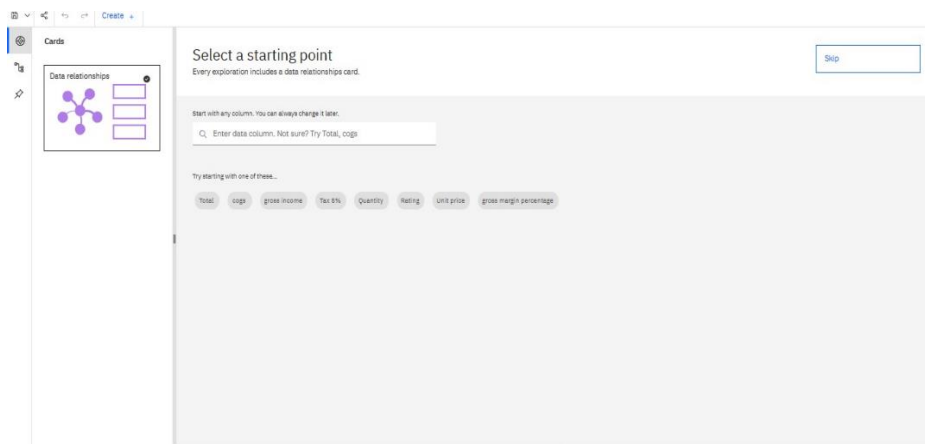 Create +
Cards
Data relationships
Select a starting point
Every exploration includes a data relationships card.
Skip
Start with any column. You can always change it later.
Enter data column. Not sure? Try Total, cogs
Try starting with one of these...
Total cogs gross income Tax 5% Quantity Rating Unit price gross margin percentage